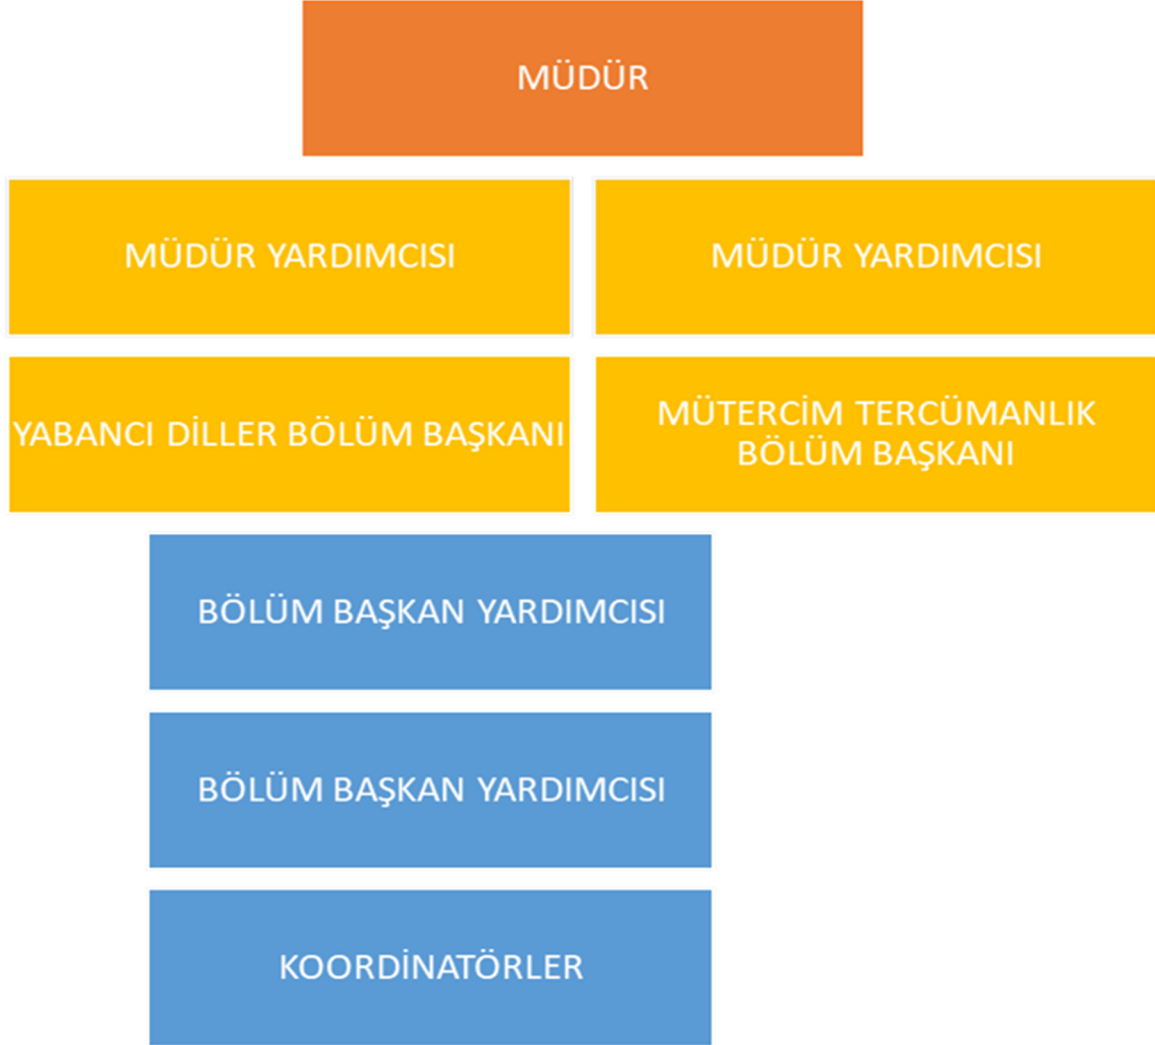 MÜDÜR
MÜDÜR YARDIMCISI
MÜDÜR YARDIMCISI
YABANCI DİLLER BÖLÜM BAŞKANI
MÜTERCİM TERCÜMANLIK
BÖLÜM BAŞKANI
BÖLÜM BAŞKAN YARDIMCISI
BÖLÜM BAŞKAN YARDIMCISI
KOORDİNATÖRLER